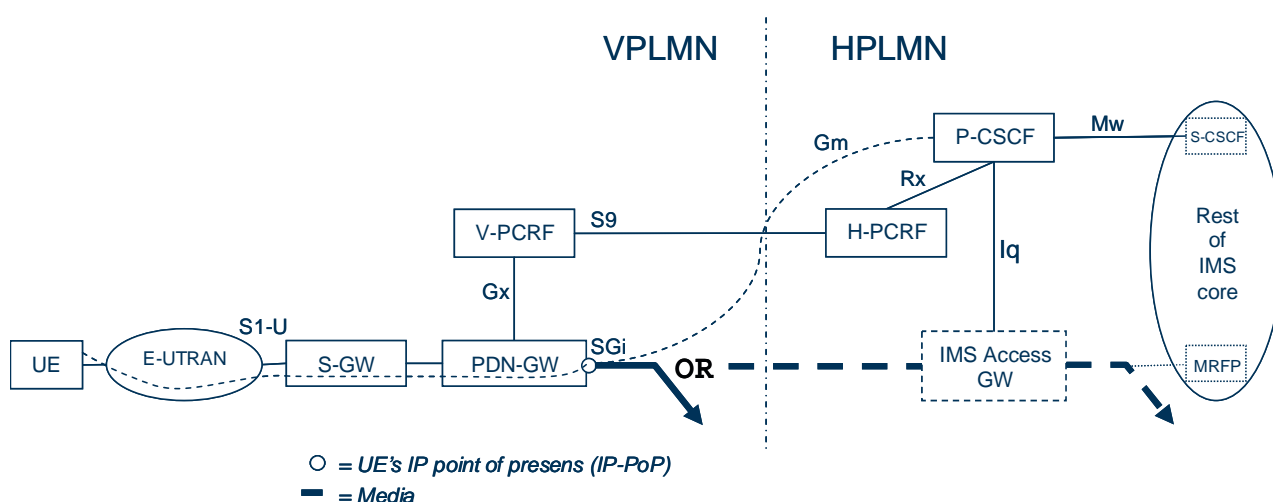 VPLMN
HPLMN
P-CSCF
Mw
S-CSCF
Gm
Rx
V-PCRF
S9
H-PCRF
Iq
Rest
of
IMS
core
Gx
S1-U
SGi
UE
E-UTRAN
S-GW
PDN-GW
OR
IMS Access
GW
MRFP
= UE's IP point of presens (IP-PoP)
= Media